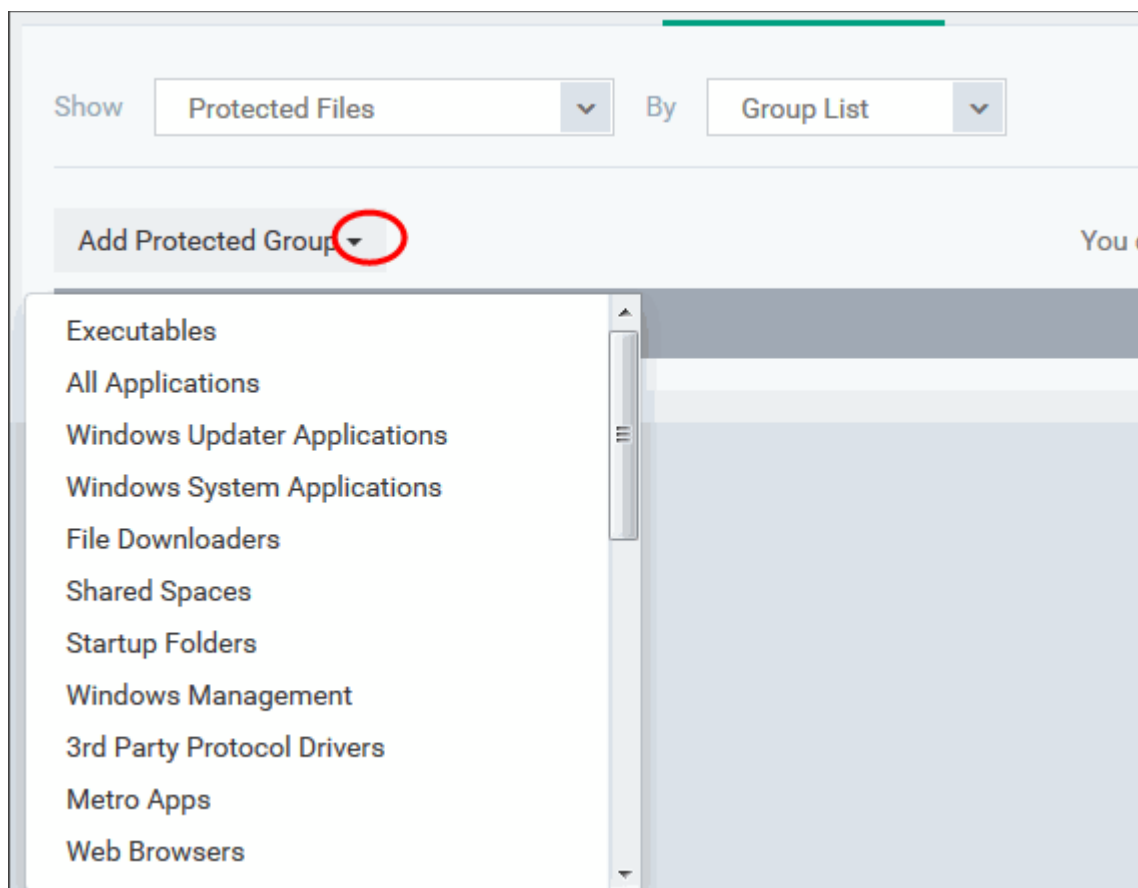 Show Protected Files By Group List
Add Protected Group You
Executables
All Applications
Windows Updater Applications
Windows System Applications
File Downloaders
Shared Spaces
Startup Folders
Windows Management
3rd Party Protocol Drivers
Metro Apps
Web Browsers